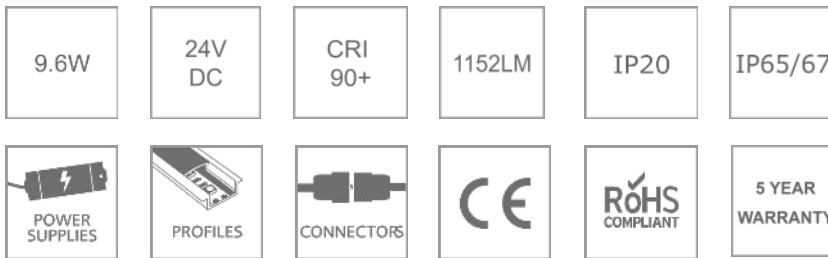 9.6W
24V
DC
CRI
90+
1152LM
IP20
IP65/67
POWER
SUPPLIES
PROFILES
CONNECTORS
CE
RoHS
COMPLIANT
5 YEAR
WARRANTY